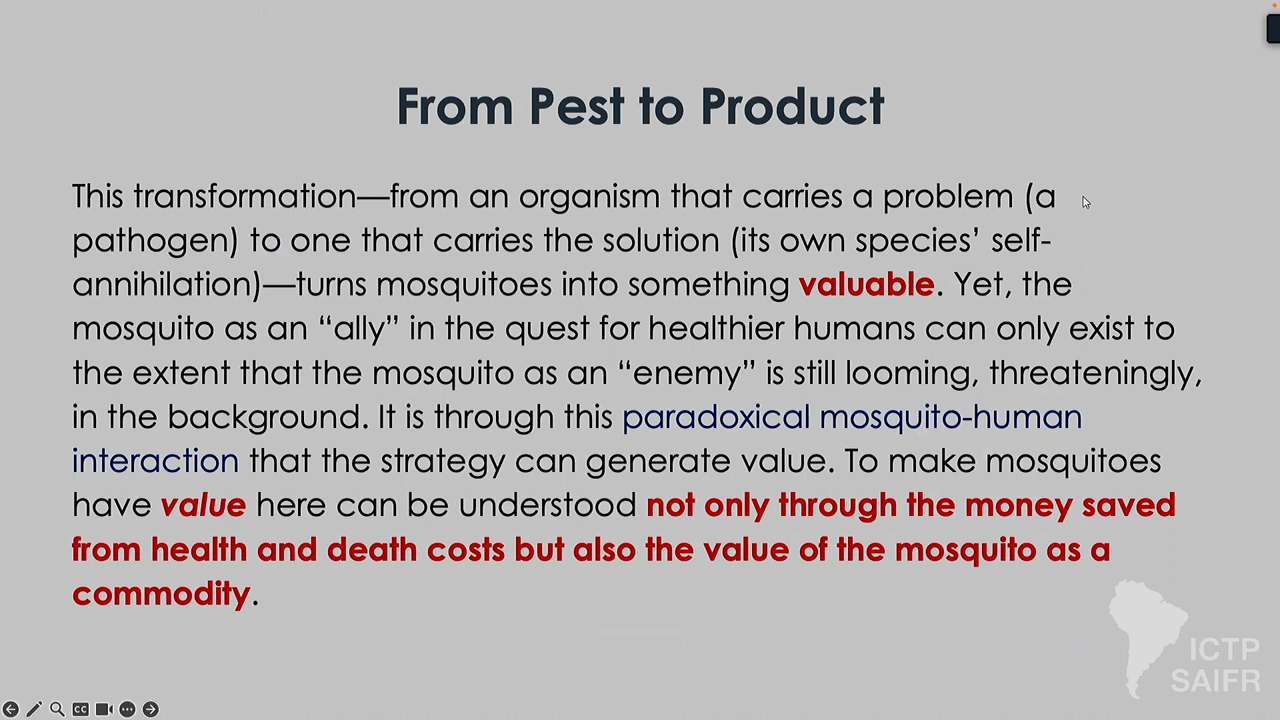 From Pest to Product
This transformation—from an organism that carries a problem (a
pathogen) to one that carries the solution (its own species’ self-
annihilation)—turns mosquitoes into something valuable. Yet, the
mosquito as an “ally” in the quest for healthier humans can only exist to
the extent that the mosquito as an “enemy” is still looming, threateningly,
in the background. It is through this paradoxical mosquito-human
interaction that the strategy can generate value. To make mosquitoes
have value here can be understood not only through the money saved
from health and death costs but also the value of the mosquito as a
commodity.
ICTP
SAIFR
CC